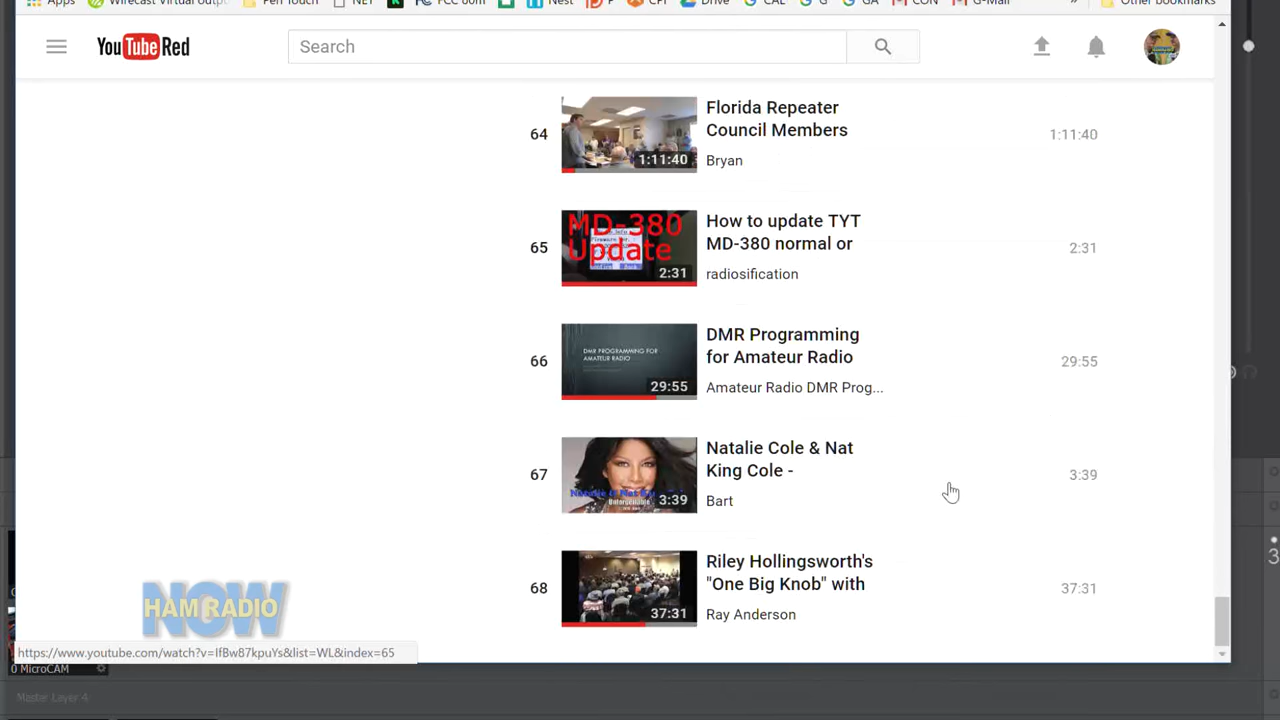 Apps Wirecast Virtual Outp Pen Touch NET FCC 60m Nest P CPI Drive CAL G GA CON G-Mail » Other bookmarks
YouTube Red
Search
64
1:11:40
Florida Repeater
Council Members
Bryan
1:11:40
65
MD-380
Update
2:31
How to update TYT
MD-380 normal or
radiosification
2:31
66
DMR PROGRAMMING FOR
AMATEUR RADIO
29:55
DMR Programming
for Amateur Radio
Amateur Radio DMR Prog...
29:55
67
3:39
Natalie Cole & Nat
King Cole -
Bart
3:39
68
37:31
Riley Hollingsworth's
"One Big Knob" with
Ray Anderson
37:31
HAM RADIO
NOW
https://www.youtube.com/watch?v=IfBw87kpuYs&list=WL&index=65
0 MicroCAM
Master Layer 4